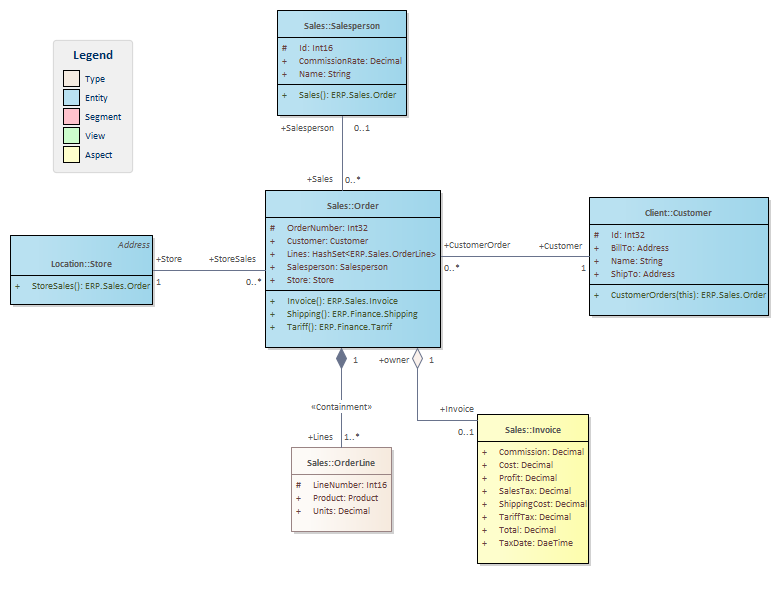 Sales::Salesperson
# Id: Int16
+ CommissionRate: Decimal
+ Name: String
+ Sales(): ERP.Sales.Order
Legend
Type
Entity
Segment
View
Aspect
+Salesperson 0..1
+Sales 0..*
Sales::Order
# OrderNumber: Int32
+ Customer: Customer
+ Lines: HashSet<ERP.Sales.OrderLine>
+ Salesperson: Salesperson
+ Store: Store
+ Invoice(): ERP.Sales.Invoice
+ Shipping(): ERP.Finance.Shipping
+ Tariff(): ERP.Finance.Tarrif
Address
Location::Store
+ StoreSales(): ERP.Sales.Order
+Store +StoreSales
1 0..*
+CustomerOrder +Customer
0..* 1
Client::Customer
# Id: Int32
+ BillTo: Address
+ Name: String
+ ShipTo: Address
+ CustomerOrders(this): ERP.Sales.Order
1 +owner 1
«Containment»
+Lines 1..*
+Invoice
0..1
Sales::OrderLine
# LineNumber: Int16
+ Product: Product
+ Units: Decimal
Sales::Invoice
+ Commission: Decimal
+ Cost: Decimal
+ Profit: Decimal
+ SalesTax: Decimal
+ ShippingCost: Decimal
+ TariffTax: Decimal
+ Total: Decimal
+ TaxDate: DaeTime